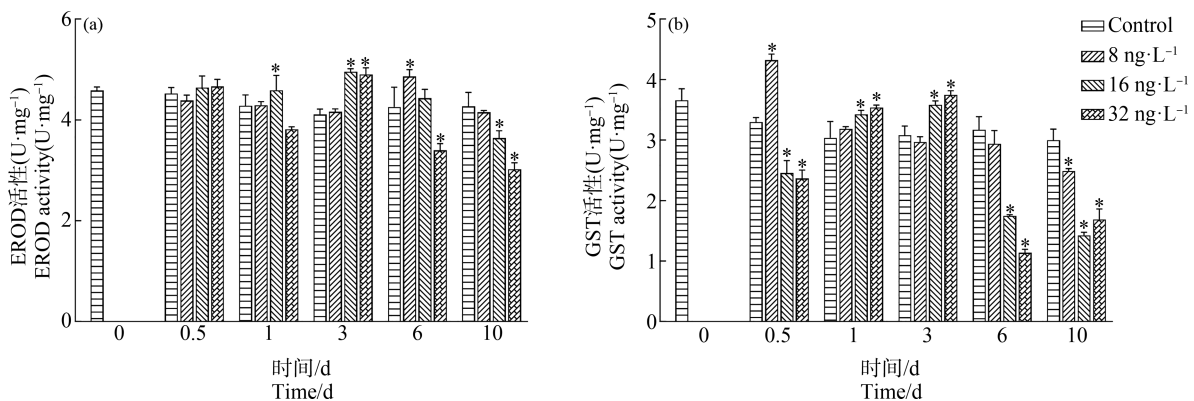 (a)
EROD活性(U·mg⁻¹)
EROD activity(U·mg⁻¹)
6
4
2
0
* * * * * * *
0 0.5 1 3 6 10
时间/d
Time/d
(b)
GST活性(U·mg⁻¹)
GST activity(U·mg⁻¹)
5
4
3
2
1
0
* * * * * * * * * * * *
0 0.5 1 3 6 10
时间/d
Time/d
Control
8 ng·L⁻¹
16 ng·L⁻¹
32 ng·L⁻¹